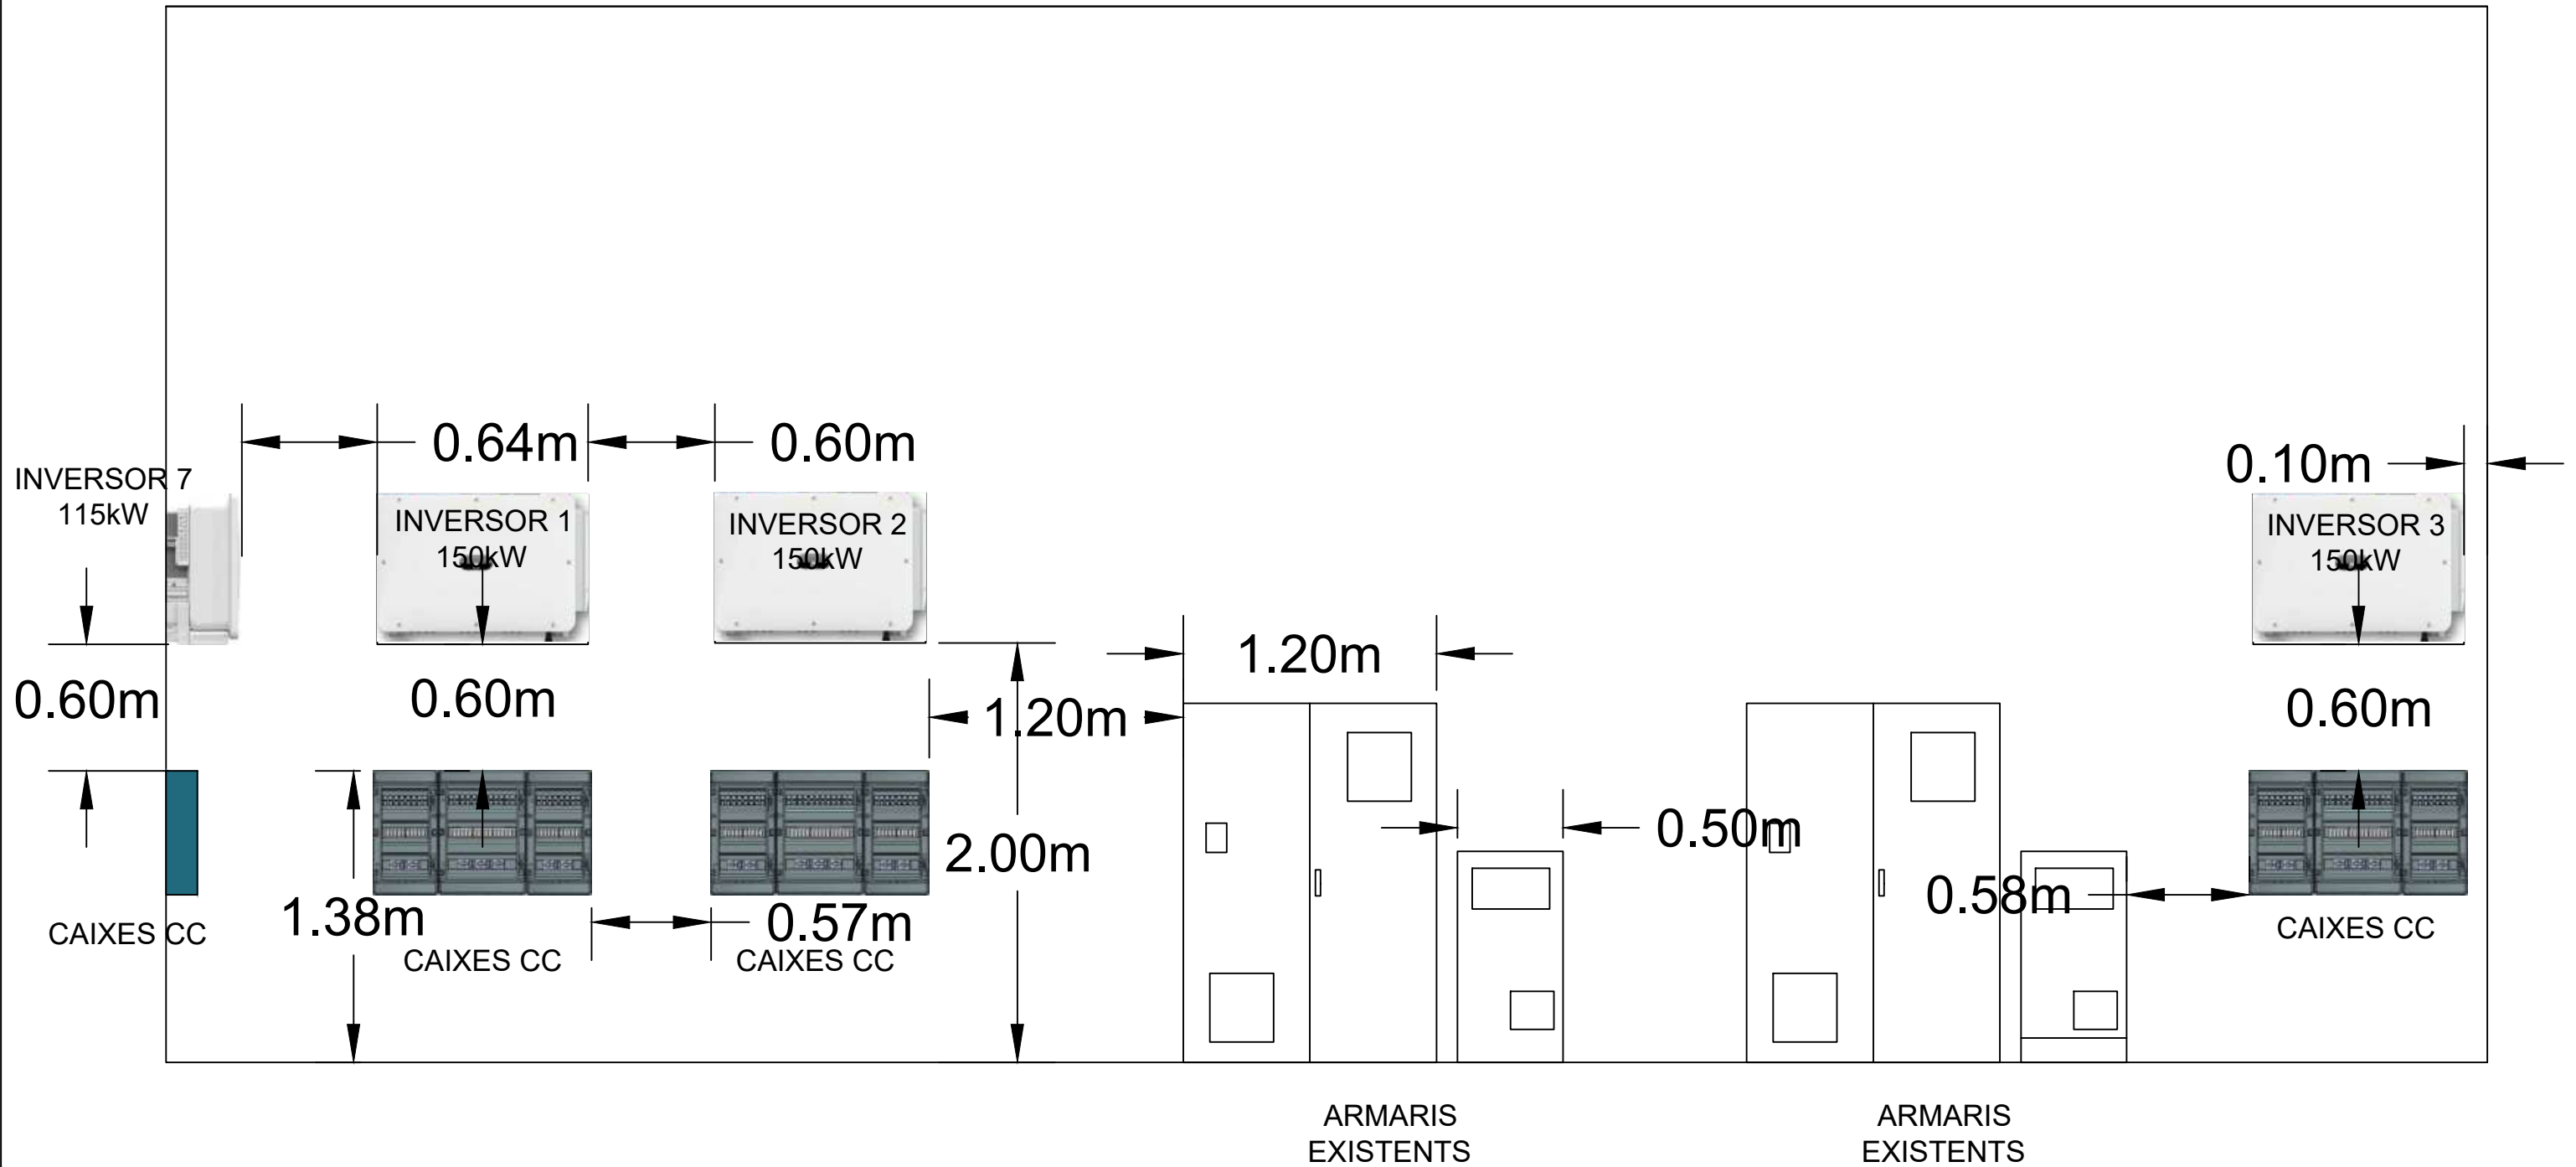 0.64m
0.60m
0.10m
INVERSOR 7
115kW
INVERSOR 1
150kW
INVERSOR 2
150kW
INVERSOR 3
150kW
0.60m
0.60m
1.20m
1.20m
0.60m
0.50m
2.00m
0.58m
1.38m
0.57m
CAIXES CC
CAIXES CC
CAIXES CC
CAIXES CC
ARMARIS
EXISTENTS
ARMARIS
EXISTENTS